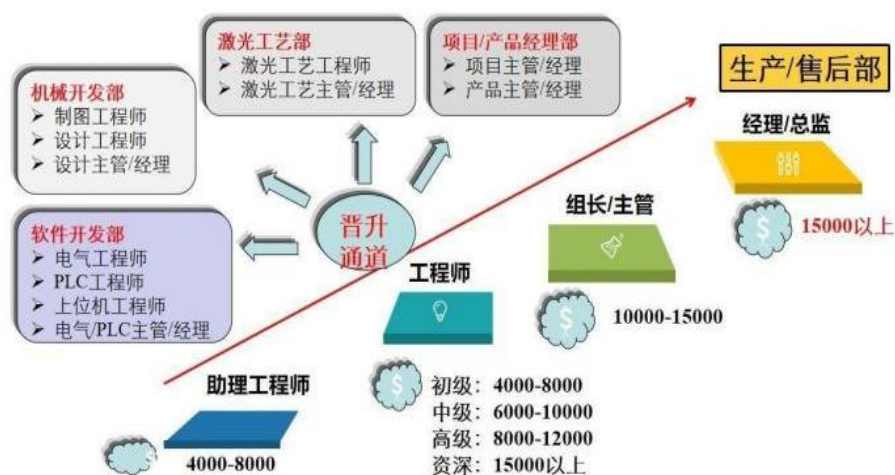 激光工艺部
➢ 激光工艺工程师
➢ 激光工艺主管/经理
项目/产品经理部
➢ 项目主管/经理
➢ 产品主管/经理
生产/售后部
机械开发部
➢ 制图工程师
➢ 设计工程师
➢ 设计主管/经理
软件开发部
➢ 电气工程师
➢ PLC工程师
➢ 上位机工程师
➢ 电气/PLC主管/经理
晋升
通道
经理/总监
$
15000以上
组长/主管
$
10000-15000
工程师
$
初级：4000-8000
中级：6000-10000
高级：8000-12000
资深：15000以上
助理工程师
$
4000-8000